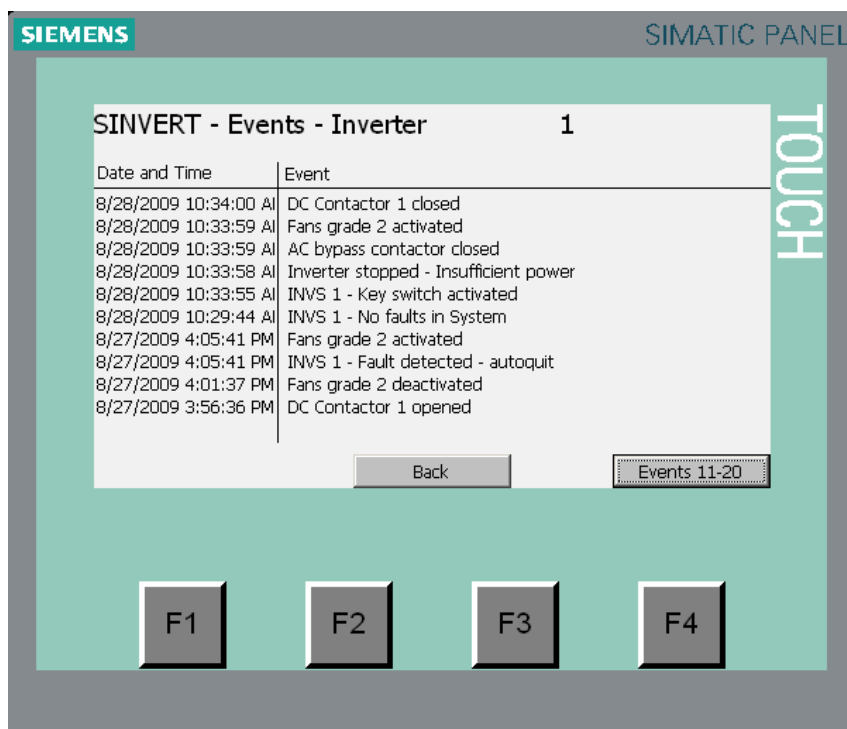 SIEMENS
SIMATIC PANEL
TOUCH
SINVERT - Events - Inverter 1
Date and Time Event
8/28/2009 10:34:00 AI DC Contactor 1 closed
8/28/2009 10:33:59 AI Fans grade 2 activated
8/28/2009 10:33:59 AI AC bypass contactor closed
8/28/2009 10:33:58 AI Inverter stopped - Insufficient power
8/28/2009 10:33:55 AI INVS 1 - Key switch activated
8/28/2009 10:29:44 AI INVS 1 - No faults in System
8/27/2009 4:05:41 PM Fans grade 2 activated
8/27/2009 4:05:41 PM INVS 1 - Fault detected - autoquit
8/27/2009 4:01:37 PM Fans grade 2 deactivated
8/27/2009 3:56:36 PM DC Contactor 1 opened
Back Events 11-20
F1 F2 F3 F4